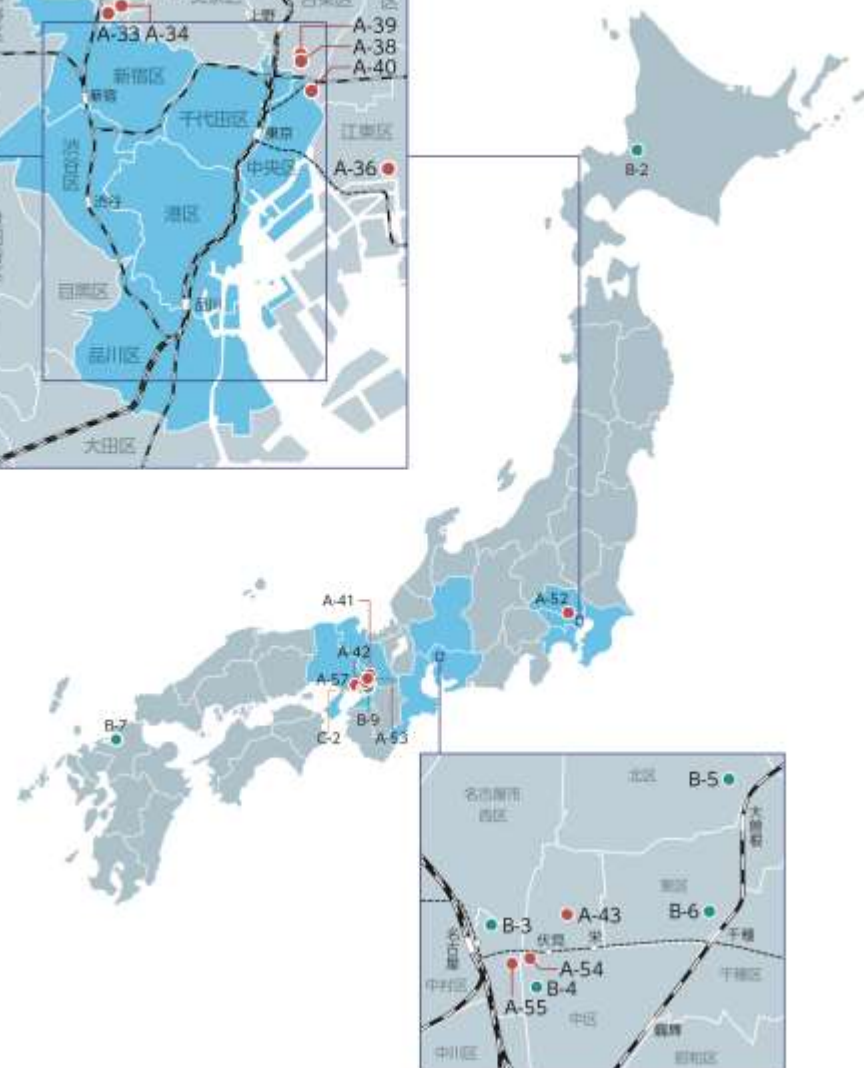 上野
A-33 A-34
A-39
A-38
A-40
新宿区
新宿
千代田区
東京
江東区
渋谷区
中央区
A-36
渋谷
港区
目黒区
品川
品川区
大田区
B-2
A-52
A-41
A-42
A-57
B-9
C-2
A-53
B-7
北区
B-5
名古屋市
西区
大曽根
東区
A-43
B-6
B-3
伏見
栄
千種
名古屋
A-54
千種区
中村区
B-4
A-55
中区
鶴舞
中川区
昭和区